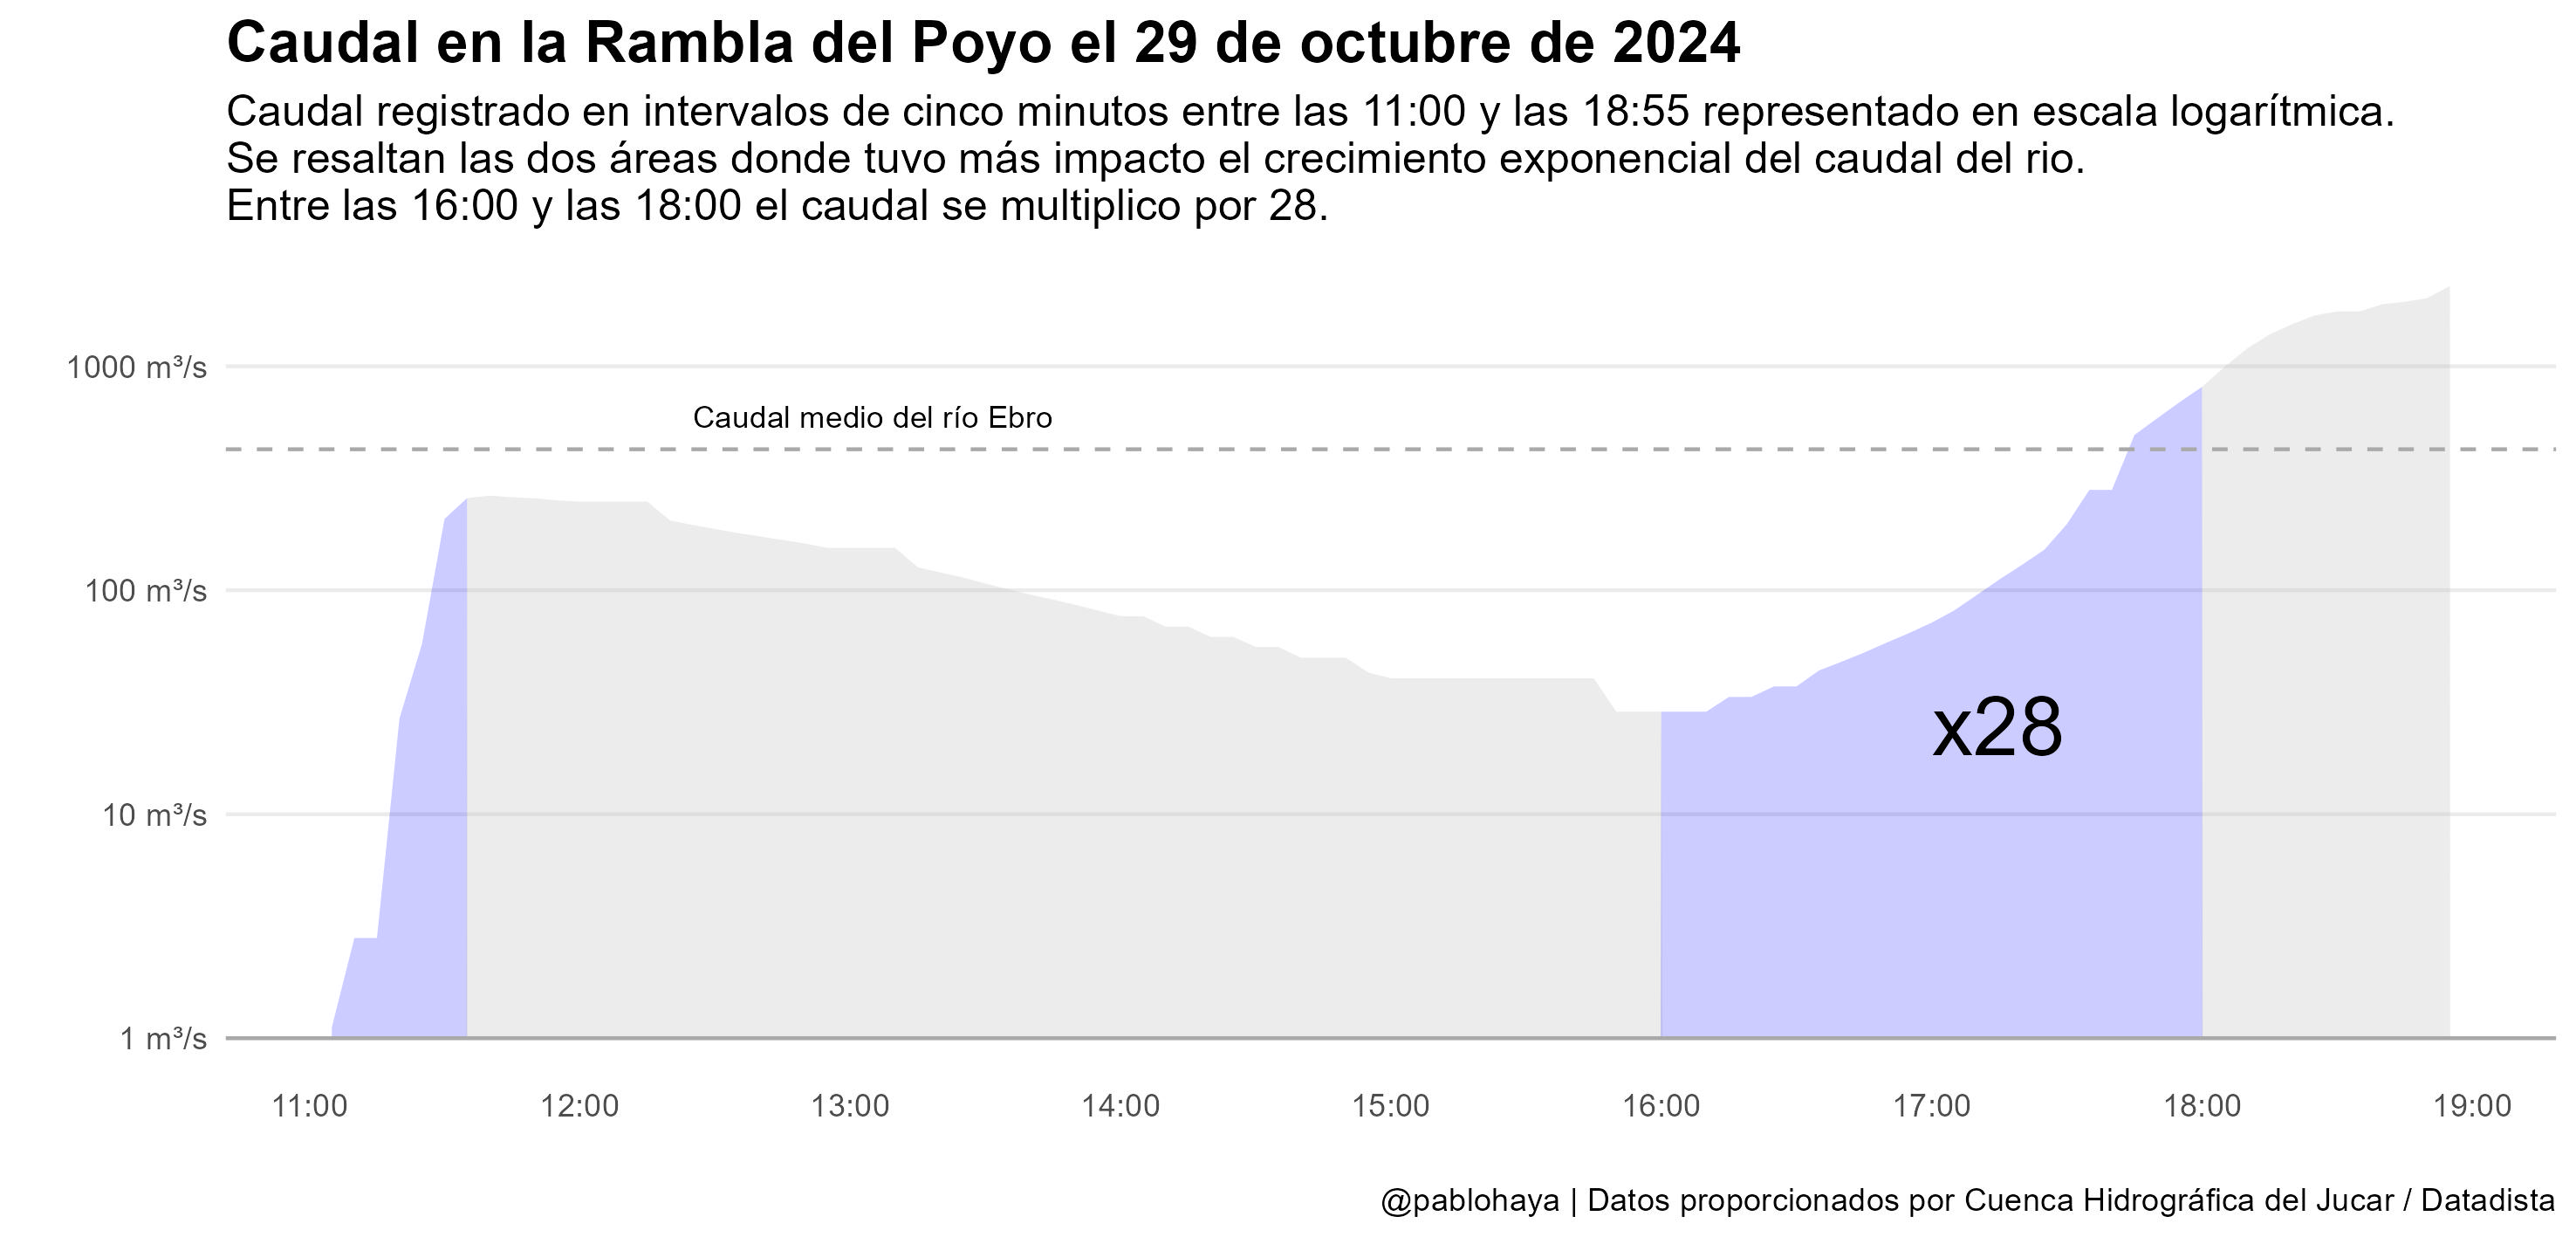 Caudal en la Rambla del Poyo el 29 de octubre de 2024
Caudal registrado en intervalos de cinco minutos entre las 11:00 y las 18:55 representado en escala logarítmica.
Se resaltan las dos áreas donde tuvo más impacto el crecimiento exponencial del caudal del rio.
Entre las 16:00 y las 18:00 el caudal se multiplico por 28.
1000 m³/s
Caudal medio del río Ebro
100 m³/s
x28
10 m³/s
1 m³/s
11:00 12:00 13:00 14:00 15:00 16:00 17:00 18:00 19:00
@pablohaya | Datos proporcionados por Cuenca Hidrográfica del Jucar / Datadista